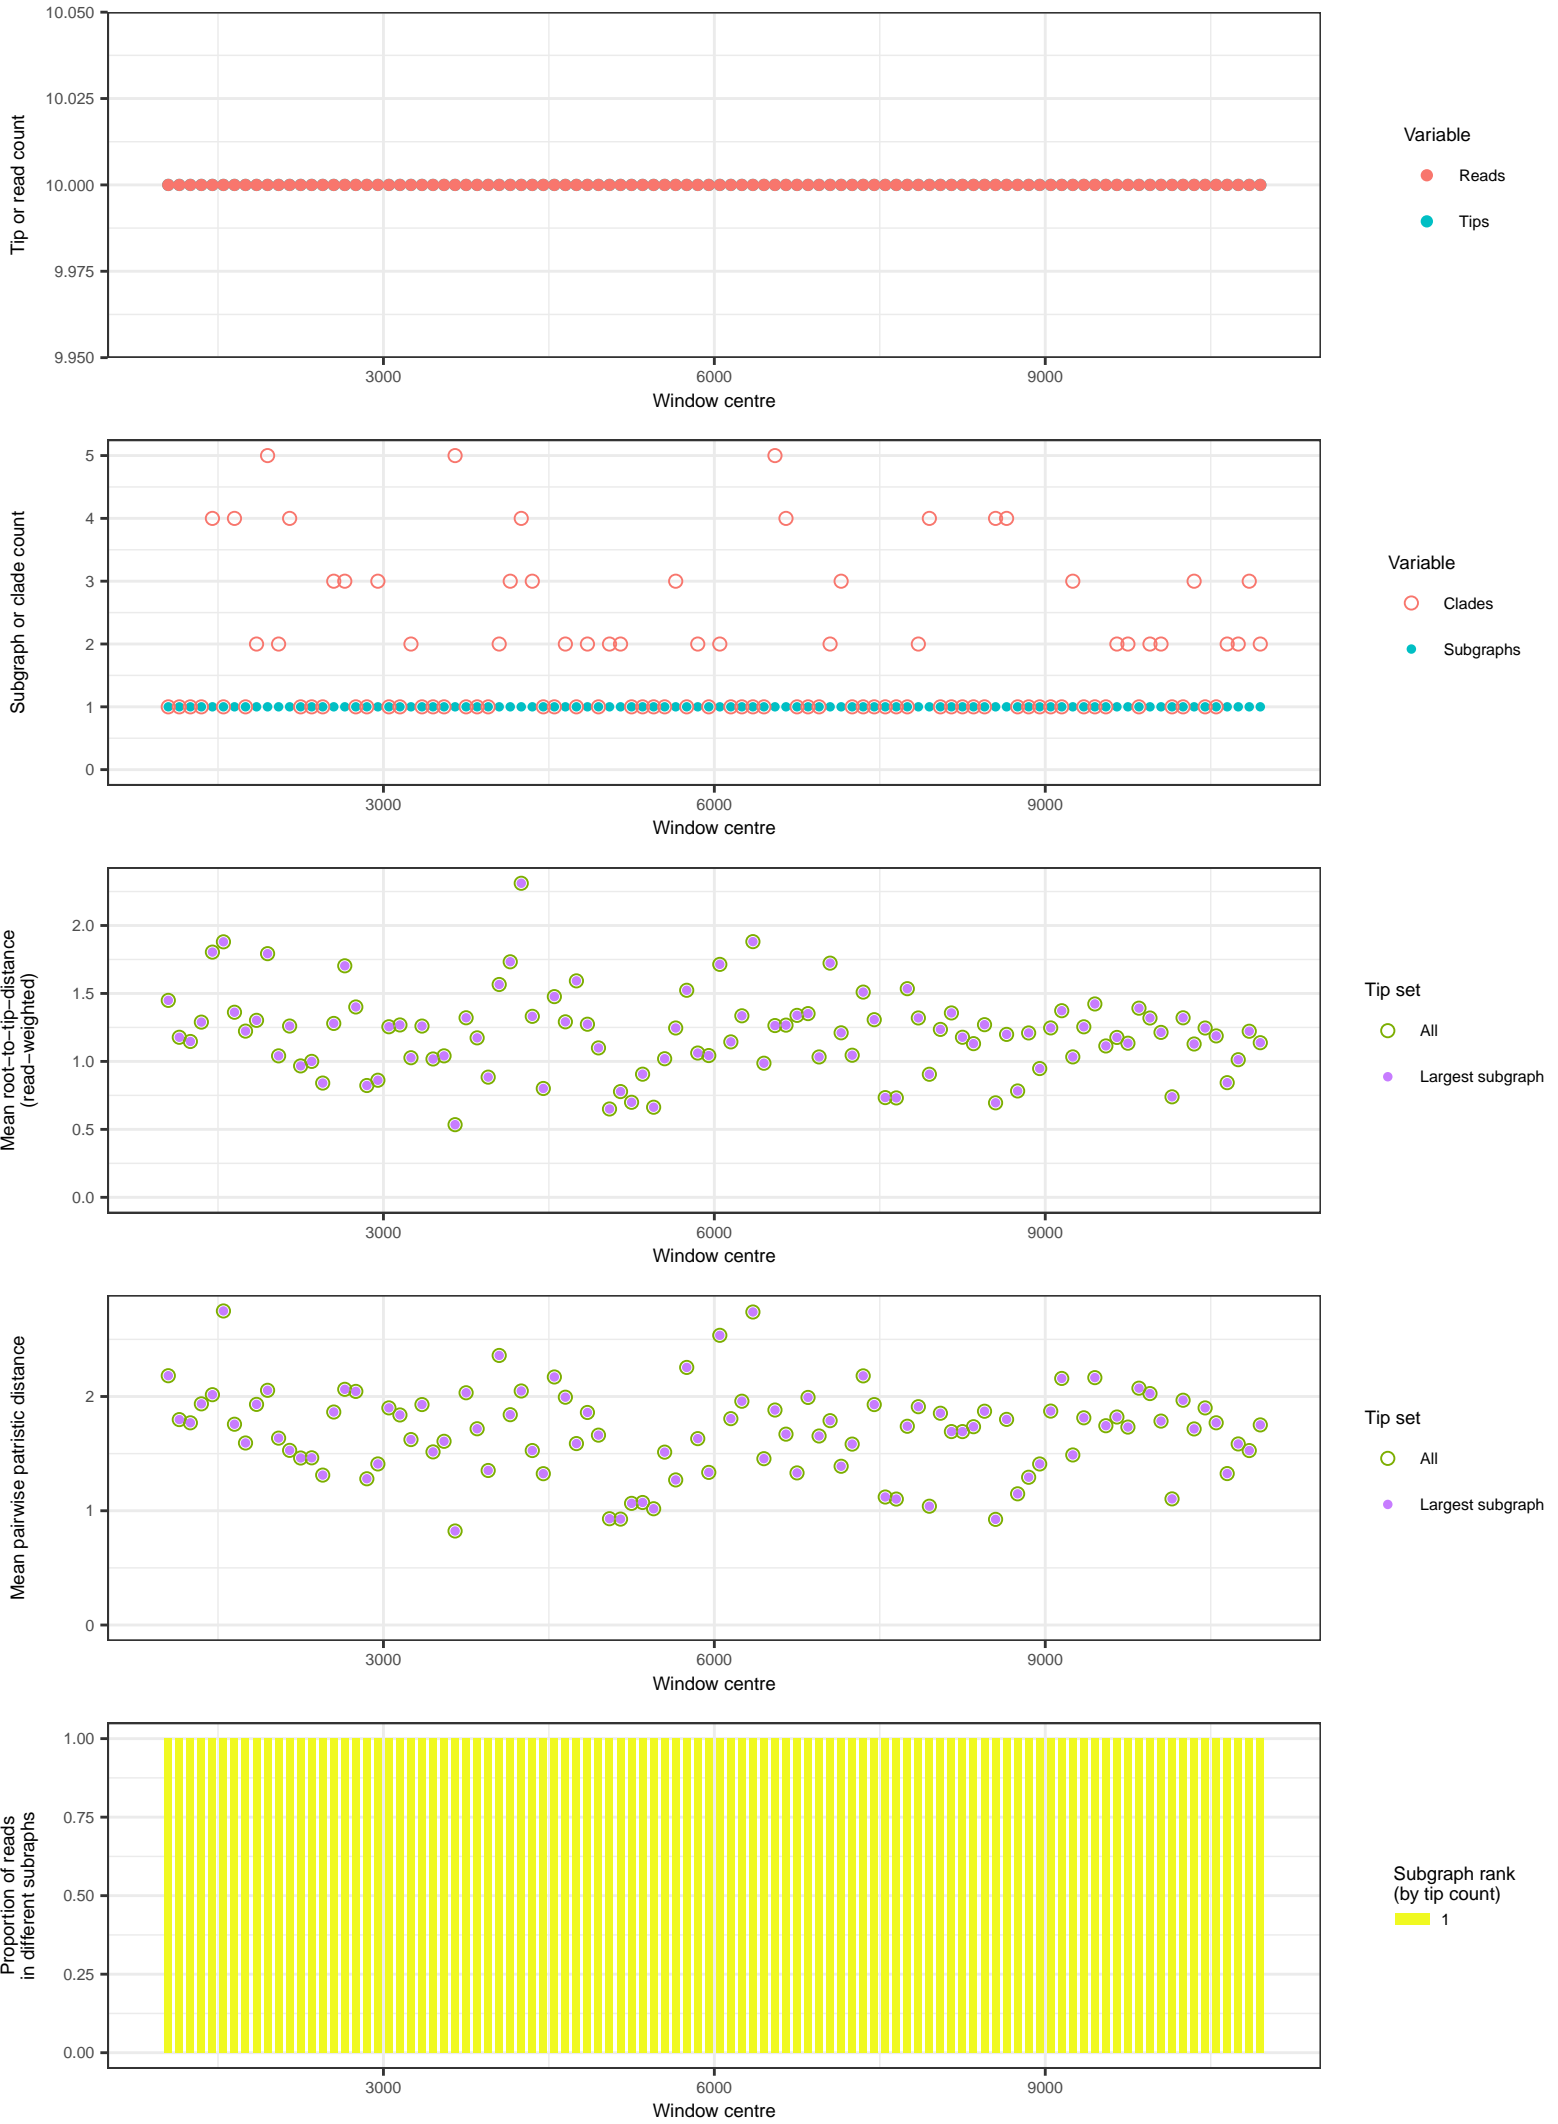 10.050
10.025
10.000
9.975
9.950
Tip or read count
3000
6000
9000
Window centre
Variable
Reads
Tips
5
4
3
2
1
0
Subgraph or clade count
3000
6000
9000
Window centre
Variable
Clades
Subgraphs
2.0
1.5
1.0
0.5
0.0
Mean root−to−tip−distance
(read−weighted)
3000
6000
9000
Window centre
Tip set
All
Largest subgraph
2
1
0
Mean pairwise patristic distance
3000
6000
9000
Window centre
Tip set
All
Largest subgraph
1.00
0.75
0.50
0.25
0.00
Proportion of reads
in different subraphs
3000
6000
9000
Window centre
Subgraph rank
(by tip count)
1